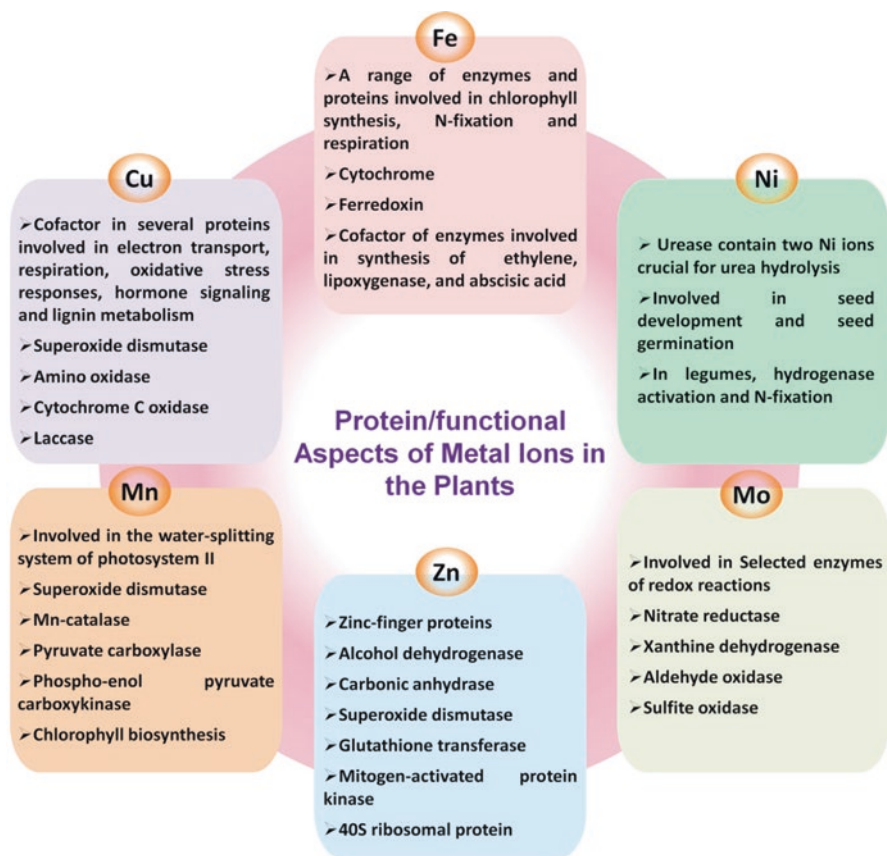 Fe
➢A range of enzymes and
proteins involved in chlorophyll
synthesis, N-fixation and
respiration
➢Cytochrome
➢Ferredoxin
➢Cofactor of enzymes involved
in synthesis of ethylene,
lipoxygenase, and abscisic acid
Cu
➢Cofactor in several proteins
involved in electron transport,
respiration, oxidative stress
responses, hormone signaling
and lignin metabolism
➢Superoxide dismutase
➢Amino oxidase
➢Cytochrome C oxidase
➢Laccase
Ni
➢ Urease contain two Ni ions
crucial for urea hydrolysis
➢Involved in seed
development and seed
germination
➢In legumes, hydrogenase
activation and N-fixation
Protein/functional
Aspects of Metal Ions in
the Plants
Mn
➢Involved in the water-splitting
system of photosystem II
➢Superoxide dismutase
➢Mn-catalase
➢Pyruvate carboxylase
➢Phospho-enol pyruvate
carboxykinase
➢Chlorophyll biosynthesis
Zn
➢Zinc-finger proteins
➢Alcohol dehydrogenase
➢Carbonic anhydrase
➢Superoxide dismutase
➢Glutathione transferase
➢Mitogen-activated protein
kinase
➢40S ribosomal protein
Mo
➢Involved in Selected enzymes
of redox reactions
➢Nitrate reductase
➢Xanthine dehydrogenase
➢Aldehyde oxidase
➢Sulfite oxidase